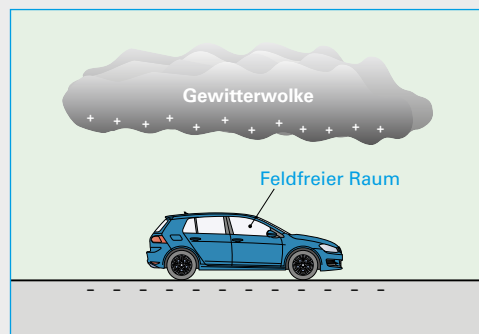 Gewitterwolke
+ + + + + + + + + + + +
Feldfreier Raum
– – – – – – – – – – – –